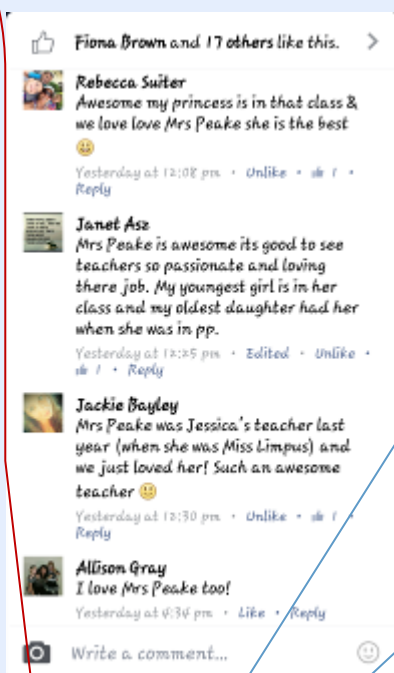 Fiona Brown and 17 others like this.
Rebecca Suiter
Awesome my princess is in that class &
we love love Mrs Peake she is the best
Yesterday at 12:08 pm • Unlike • 1 •
Reply
Janet Asz
Mrs Peake is awesome its good to see
teachers so passionate and loving
there job. My youngest girl is in her
class and my oldest daughter had her
when she was in pp.
Yesterday at 12:25 pm • Edited • Unlike •
1 • Reply
Jackie Bayley
Mrs Peake was Jessica's teacher last
year (when she was Miss Limpus) and
we just loved her! Such an awesome
teacher
Yesterday at 12:30 pm • Unlike • 1 •
Reply
Allison Gray
I love Mrs Peake too!
Yesterday at 4:34 pm • Like • Reply
Write a comment...